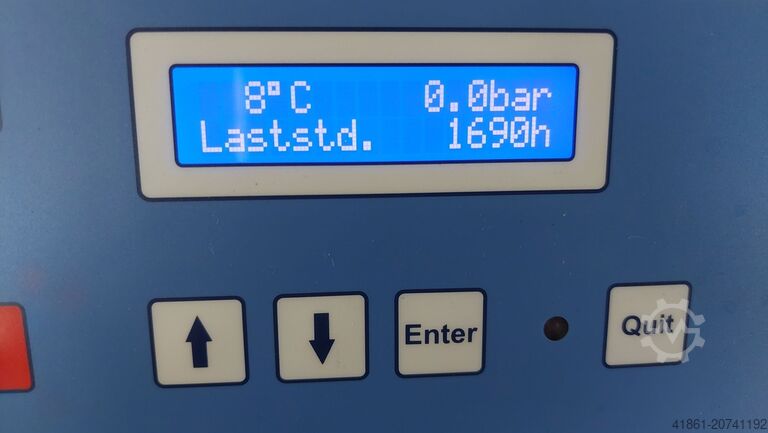 8°C 0.0bar
Laststd. 1690h
Enter
Quit
41861-20741192